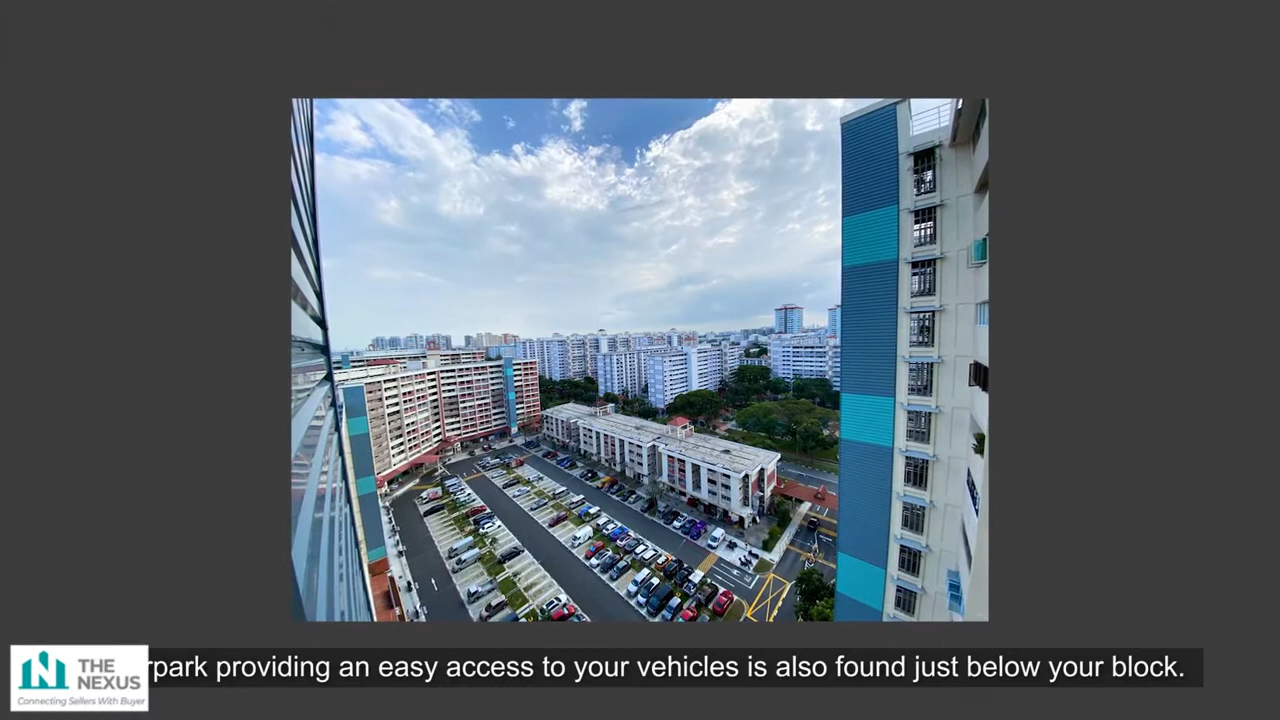 rpark providing an easy access to your vehicles is also found just below your block.
THE
NEXUS
Connecting Sellers With Buyer